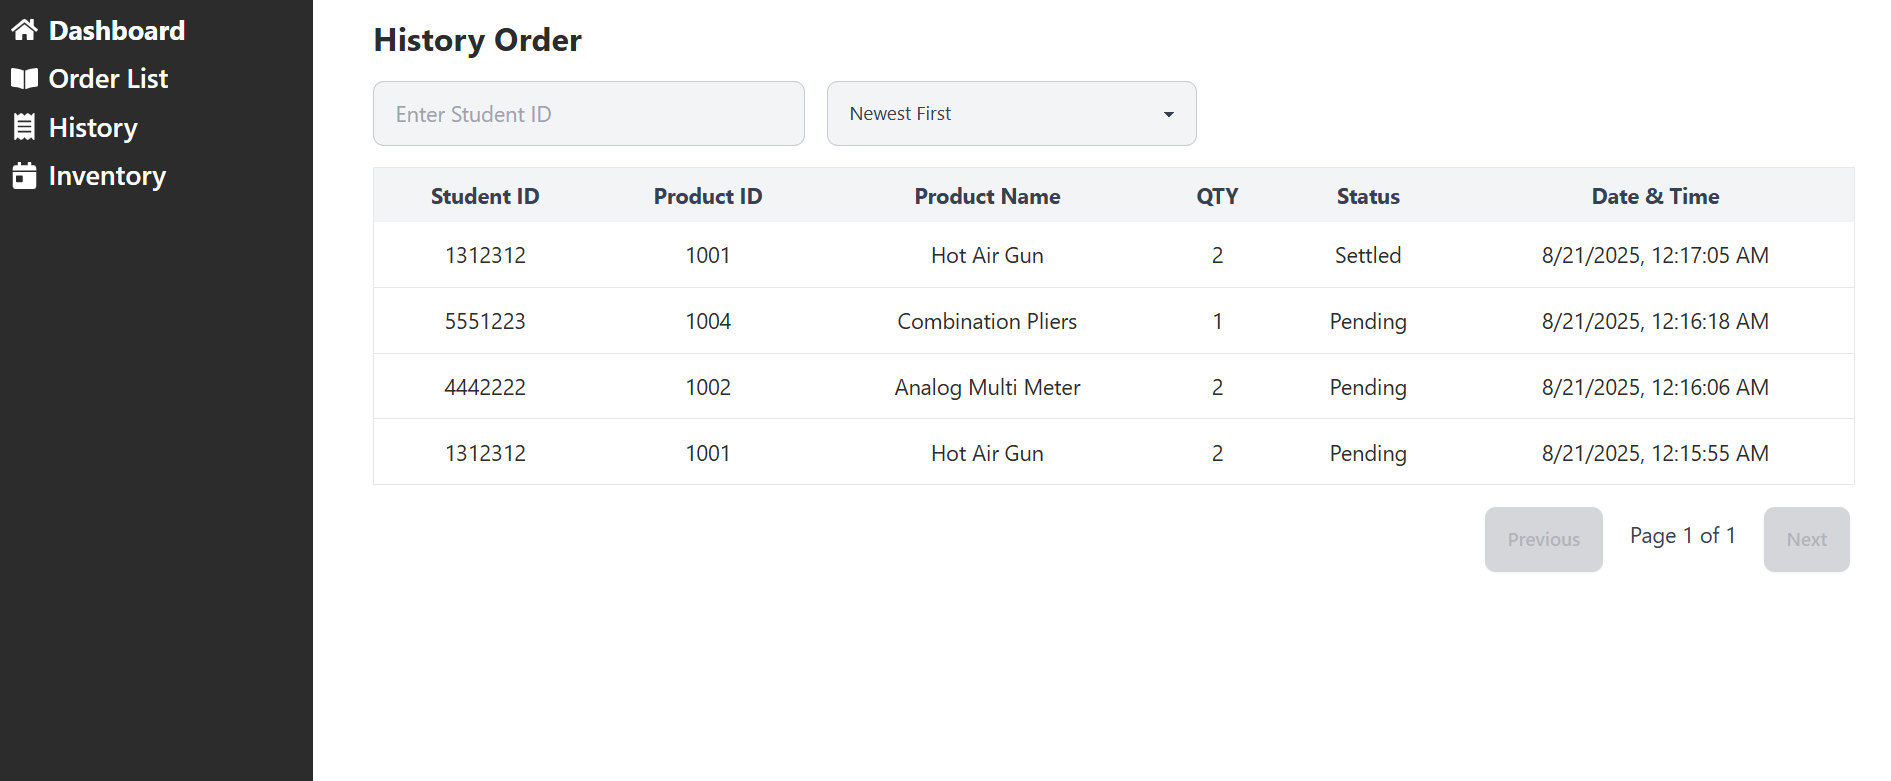 Dashboard
Order List
History
Inventory
History Order
Enter Student ID
Newest First
Student ID Product ID Product Name QTY Status Date & Time
1312312 1001 Hot Air Gun 2 Settled 8/21/2025, 12:17:05 AM
5551223 1004 Combination Pliers 1 Pending 8/21/2025, 12:16:18 AM
4442222 1002 Analog Multi Meter 2 Pending 8/21/2025, 12:16:06 AM
1312312 1001 Hot Air Gun 2 Pending 8/21/2025, 12:15:55 AM
Previous Page 1 of 1 Next